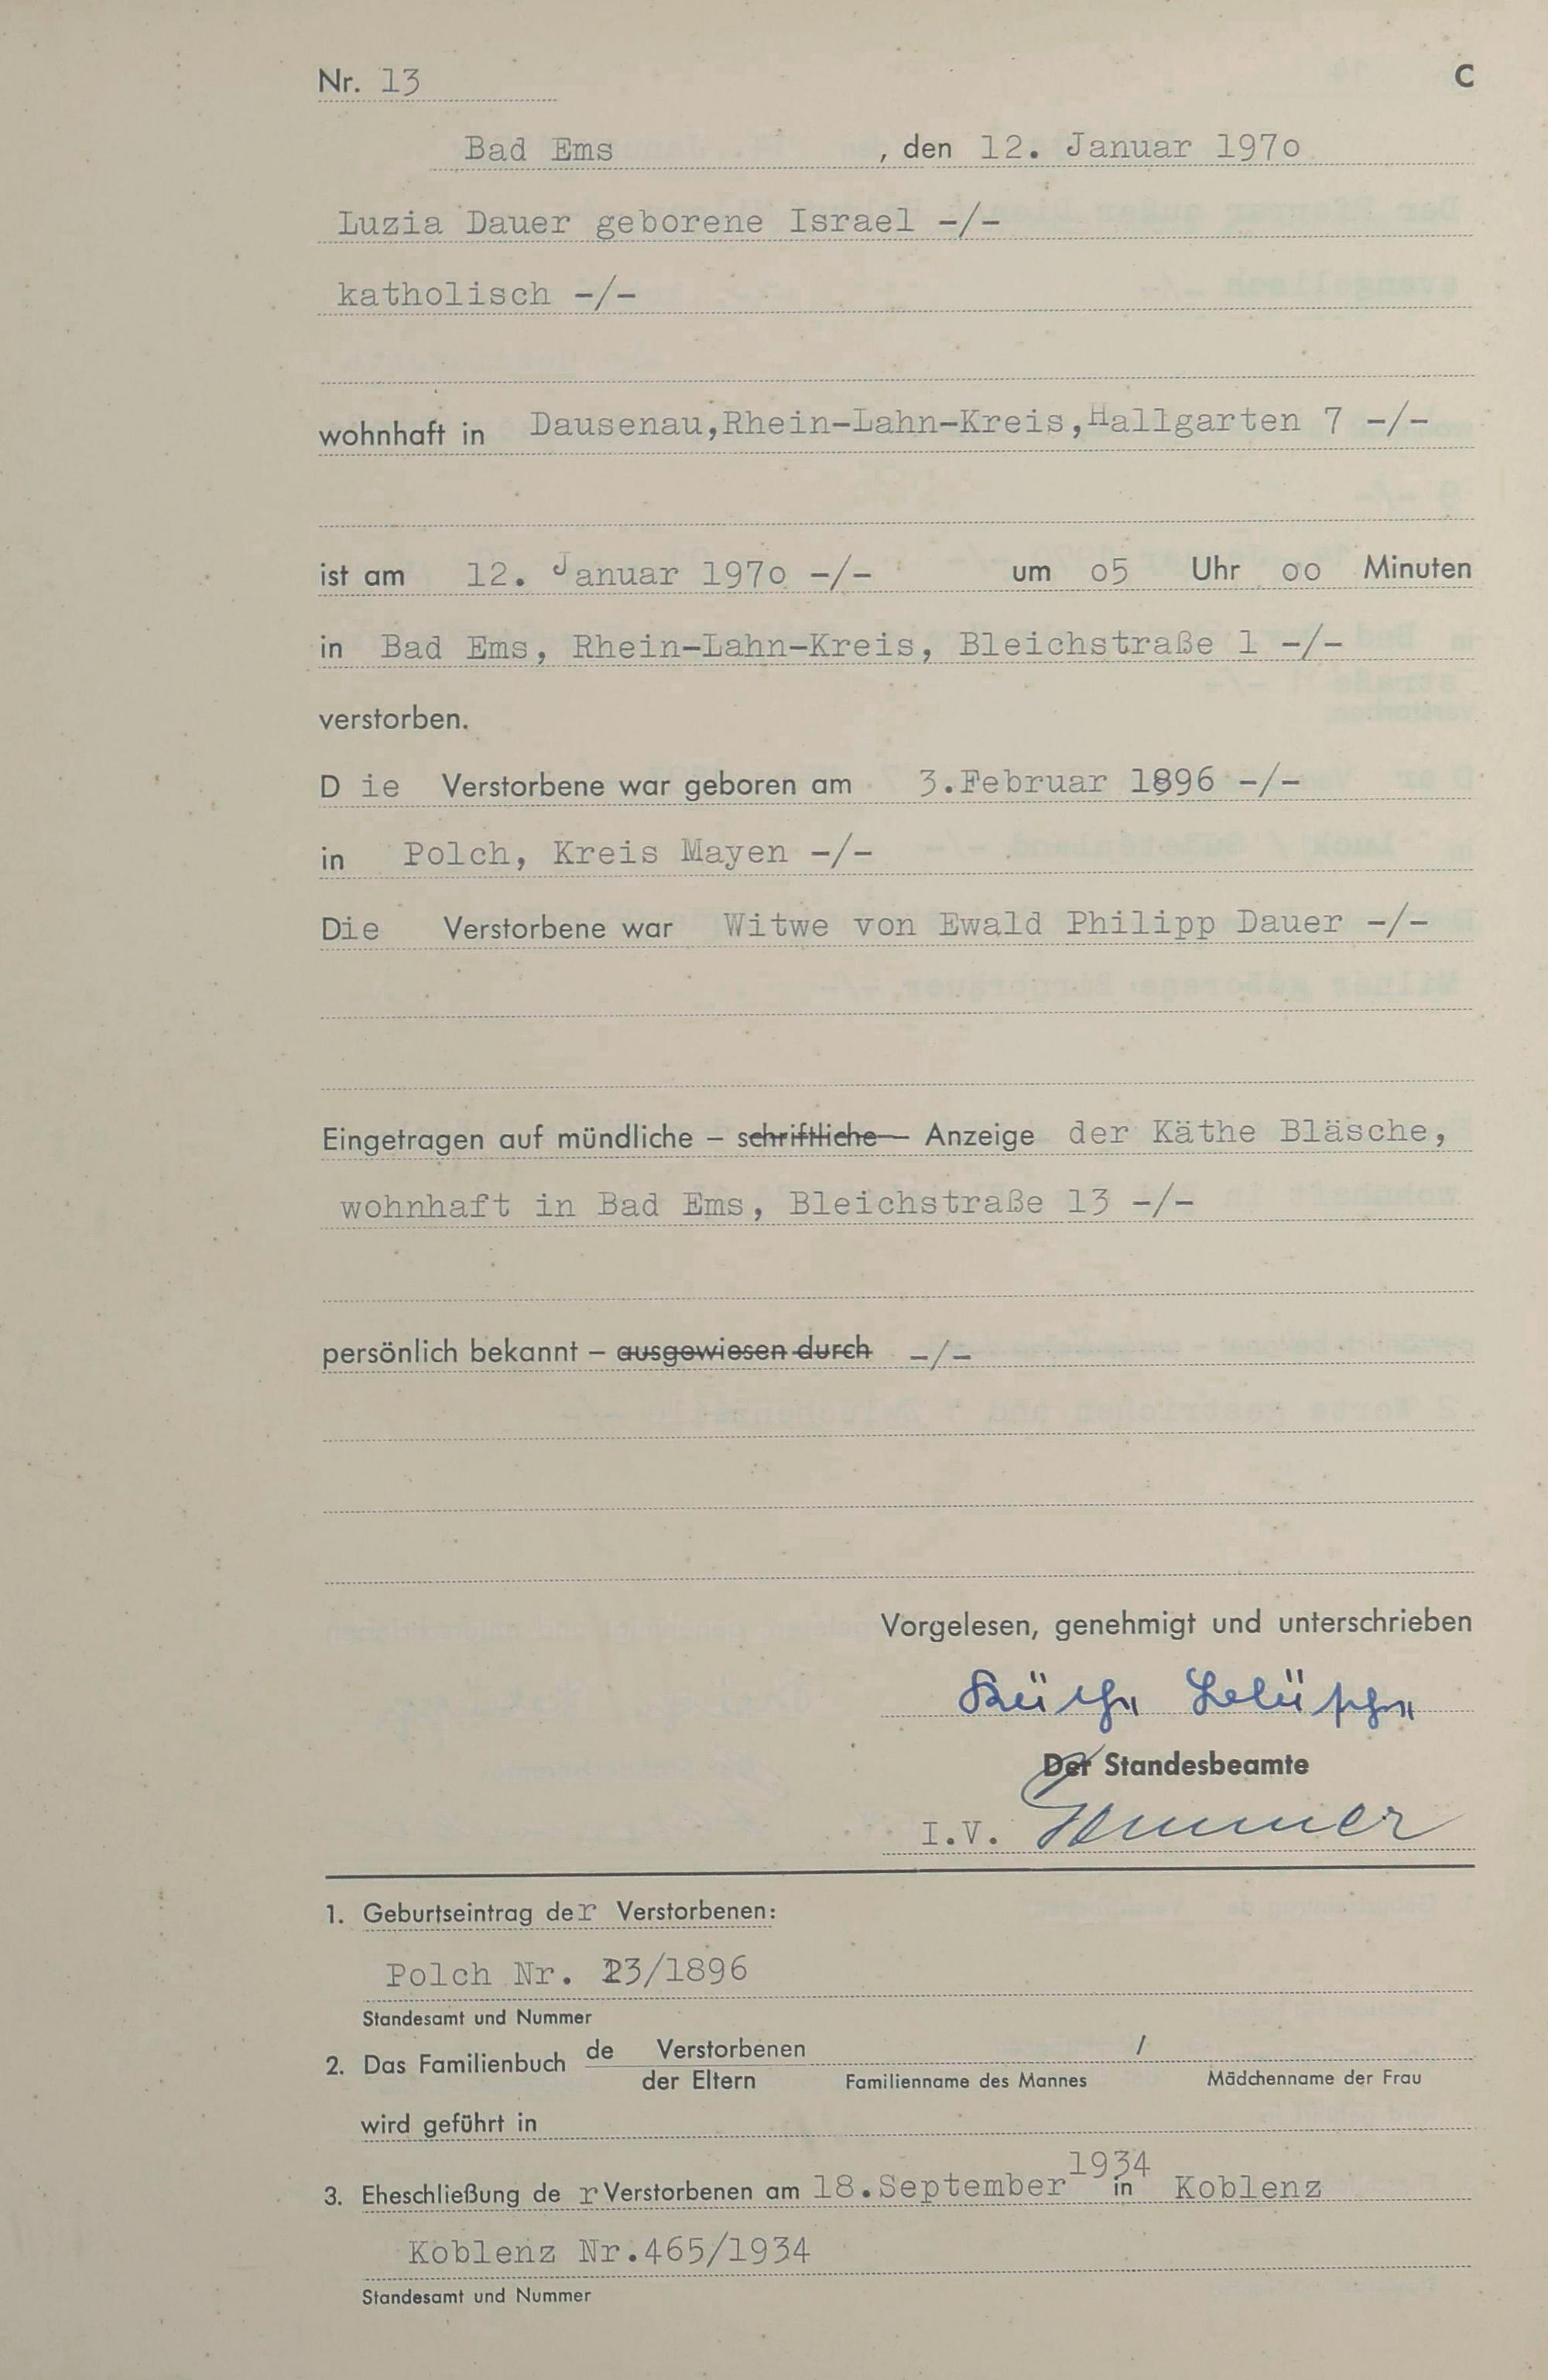 Nr. 13
C
Bad Ems , den 12. Januar 1970
Luzia Dauer geborene Israel -/-
katholisch -/-
wohnhaft in Dausenau,Rhein-Lahn-Kreis,Hallgarten 7 -/-
ist am 12. Januar 1970 -/- um 05 Uhr 00 Minuten
in Bad Ems, Rhein-Lahn-Kreis, Bleichstraße 1 -/-
verstorben.
D ie Verstorbene war geboren am 3.Februar 1896 -/-
in Polch, Kreis Mayen -/-
Die Verstorbene war Witwe von Ewald Philipp Dauer -/-
Eingetragen auf mündliche – schriftliche – Anzeige der Käthe Bläsche,
wohnhaft in Bad Ems, Bleichstraße 13 -/-
persönlich bekannt – ausgewiesen durch -/-
Vorgelesen, genehmigt und unterschrieben
Käthe Bläsche
Der Standesbeamte
I.V.
1. Geburtseintrag der Verstorbenen:
Polch Nr. 23/1896
Standesamt und Nummer
2. Das Familienbuch de Verstorbenen /
der Eltern Familienname des Mannes Mädchenname der Frau
wird geführt in
3. Eheschließung de r Verstorbenen am 18.September 1934 in Koblenz
Koblenz Nr.465/1934
Standesamt und Nummer